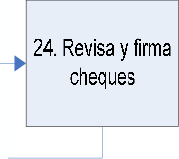 24. Revisa y firma
cheques